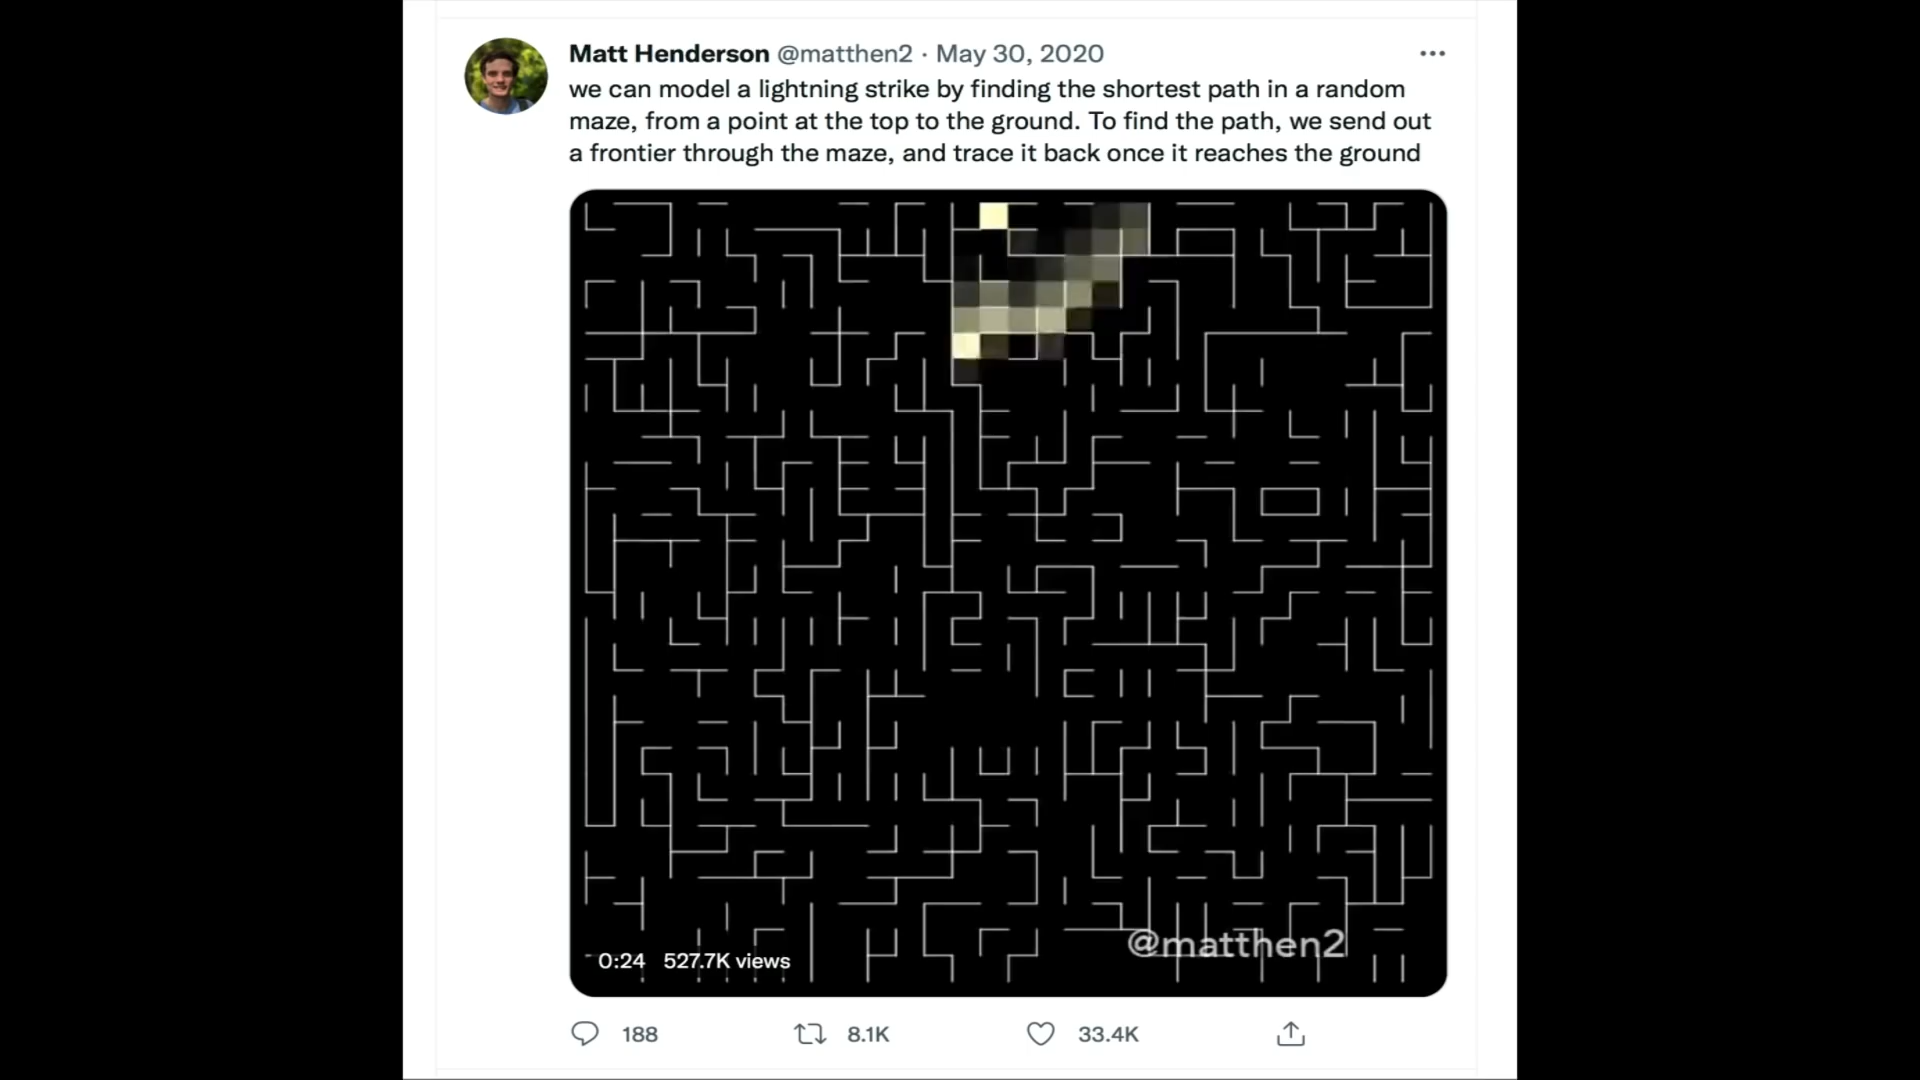 Matt Henderson @matthen2 · May 30, 2020
we can model a lightning strike by finding the shortest path in a random
maze, from a point at the top to the ground. To find the path, we send out
a frontier through the maze, and trace it back once it reaches the ground
@matthen2
0:24 527.7K views
188 8.1K 33.4K